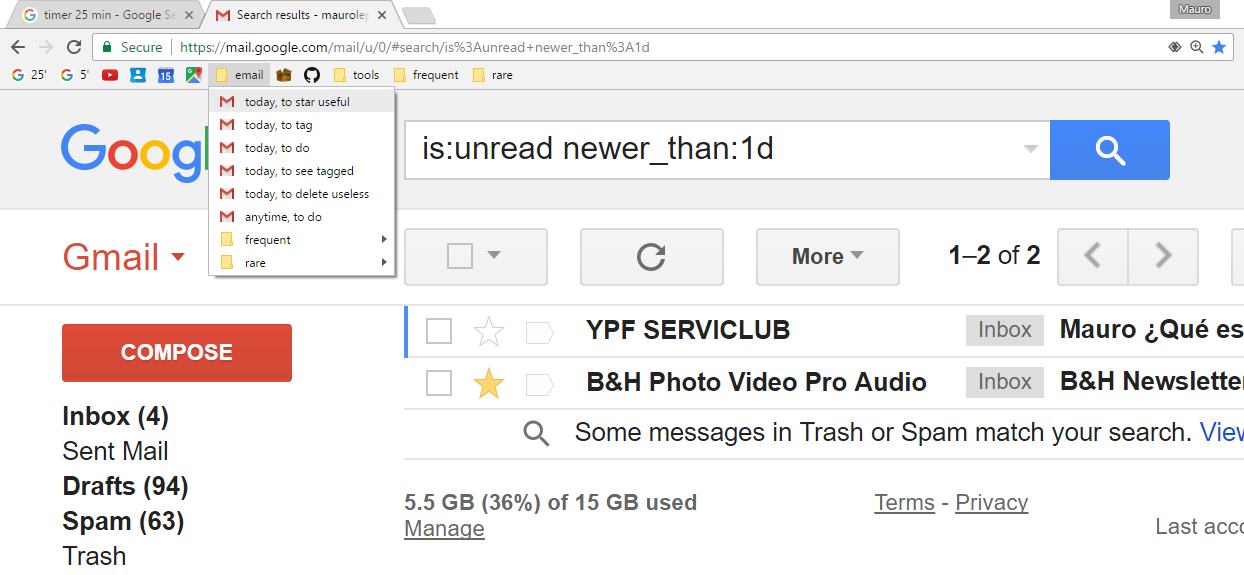 timer 25 min - Google Se
Search results - maurolep
Mauro
Secure
https://mail.google.com/mail/u/0/#search/is%3Aunread+newer_than%3A1d
25'
5'
15
email
tools
frequent
rare
today, to star useful
today, to tag
today, to do
today, to see tagged
today, to delete useless
anytime, to do
frequent
rare
Googl
is:unread newer_than:1d
Gmail
More
1–2 of 2
COMPOSE
YPF SERVICLUB
Inbox
Mauro ¿Qué es
B&H Photo Video Pro Audio
Inbox
B&H Newslette
Some messages in Trash or Spam match your search. View
Inbox (4)
Sent Mail
Drafts (94)
Spam (63)
Trash
5.5 GB (36%) of 15 GB used
Manage
Terms - Privacy
Last acco